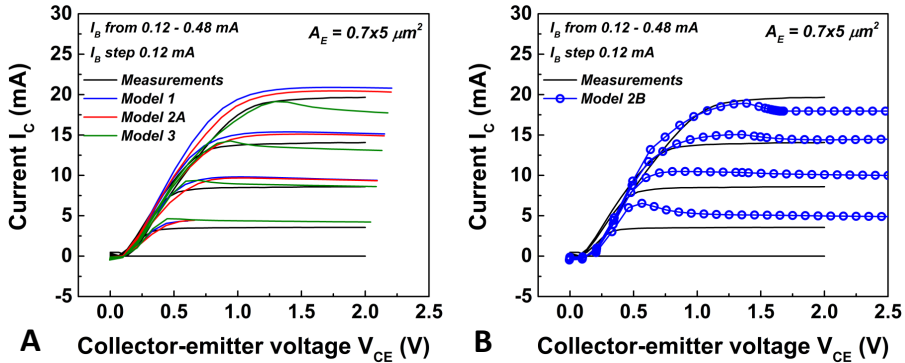 I_B from 0.12 - 0.48 mA
I_B step 0.12 mA
A_E = 0.7x5 μm²
Measurements
Model 1
Model 2A
Model 3
Current I_C (mA)
30
25
20
15
10
5
0
-5
0.0 0.5 1.0 1.5 2.0 2.5
Collector-emitter voltage V_CE (V)
A
I_B from 0.12 - 0.48 mA
I_B step 0.12 mA
A_E = 0.7x5 μm²
Measurements
Model 2B
Current I_C (mA)
30
25
20
15
10
5
0
-5
0.0 0.5 1.0 1.5 2.0 2.5
Collector-emitter voltage V_CE (V)
B